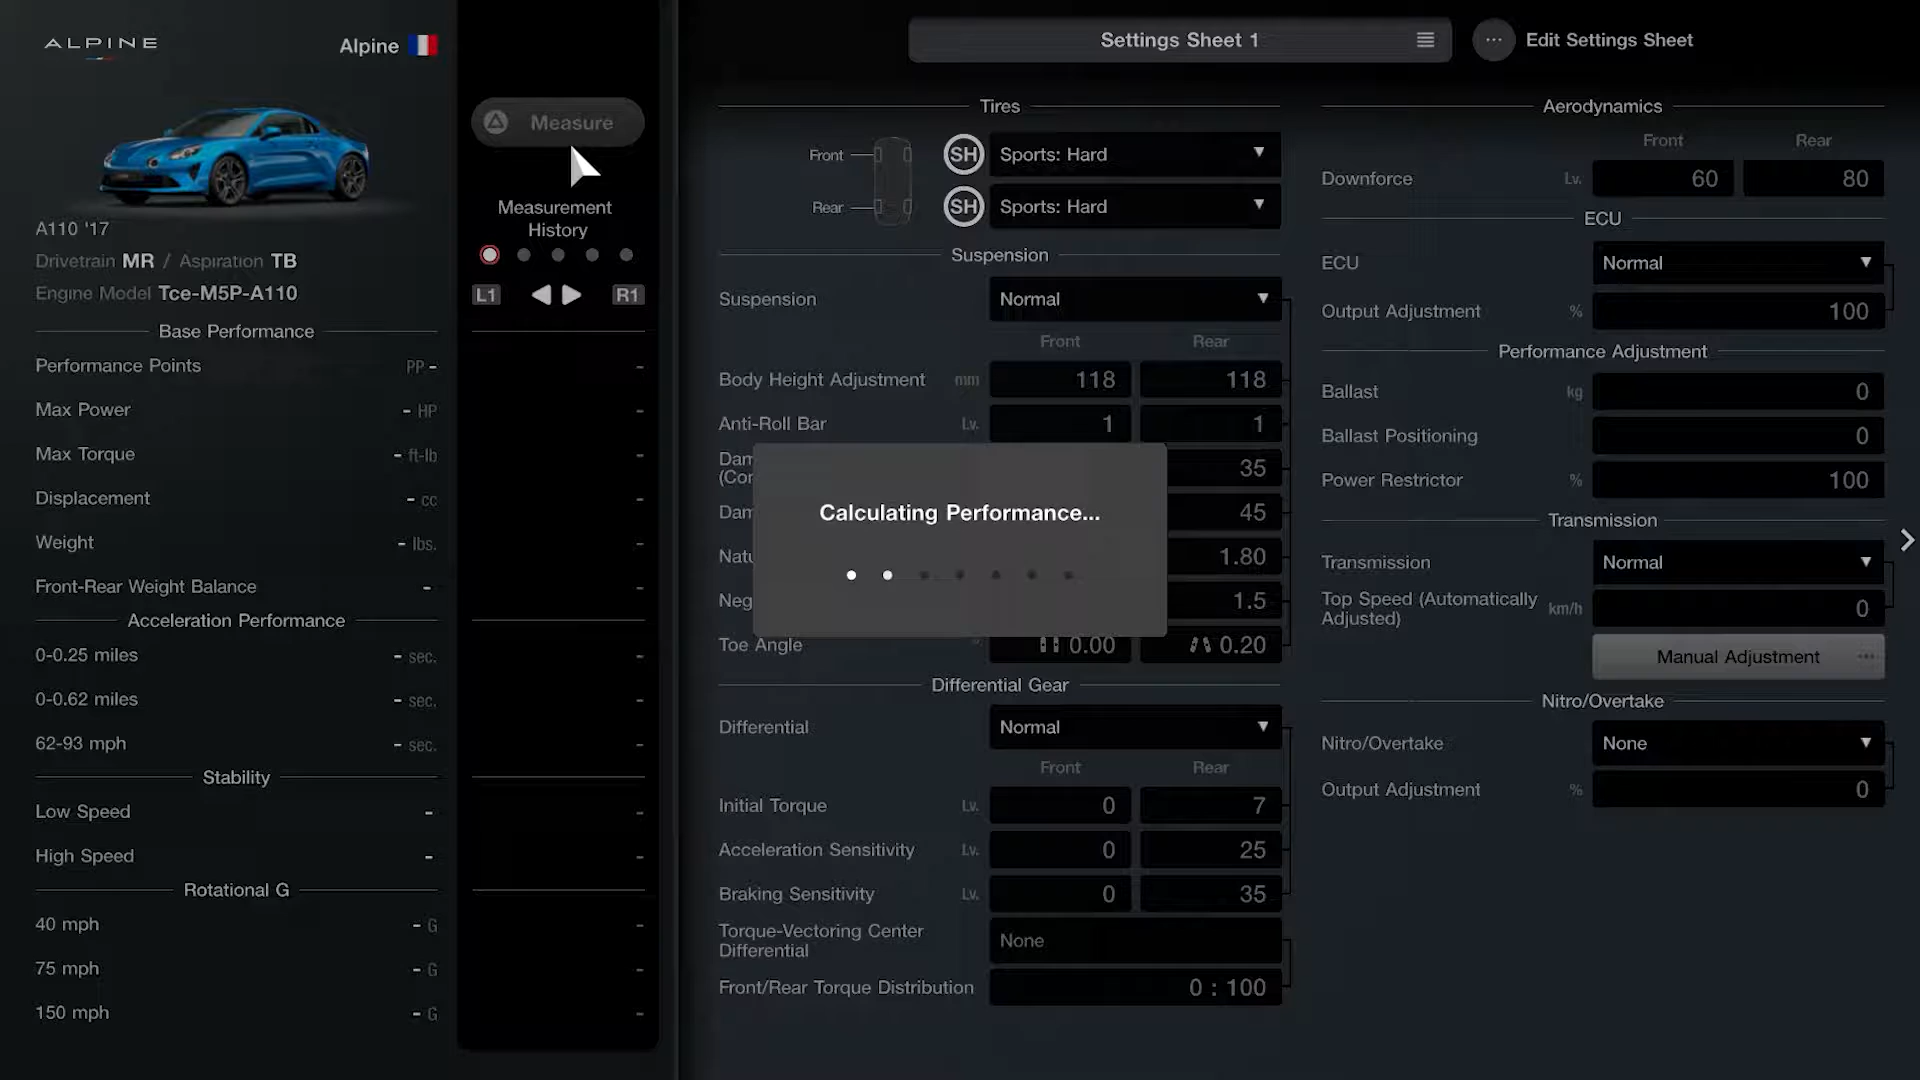 ALPINE
Alpine
A110 '17
Drivetrain MR / Aspiration TB
Engine Model Tce-M5P-A110
Base Performance
Performance Points PP -
Max Power - HP
Max Torque - ft-lb
Displacement - cc
Weight - lbs.
Front-Rear Weight Balance -
Acceleration Performance
0-0.25 miles - sec.
0-0.62 miles - sec.
62-93 mph - sec.
Stability
Low Speed -
High Speed -
Rotational G
40 mph - G
75 mph - G
150 mph - G
Measure
Measurement
History
L1 R1
Settings Sheet 1
Edit Settings Sheet
Tires
Front SH Sports: Hard
Rear SH Sports: Hard
Suspension
Suspension Normal
Front Rear
Body Height Adjustment mm 118 118
Anti-Roll Bar Lv. 1 1
35
45
1.80
1.5
Toe Angle 0.00 0.20
Calculating Performance...
Differential Gear
Differential Normal
Front Rear
Initial Torque Lv. 0 7
Acceleration Sensitivity Lv. 0 25
Braking Sensitivity Lv. 0 35
Torque-Vectoring Center
Differential None
Front/Rear Torque Distribution 0 : 100
Aerodynamics
Front Rear
Downforce Lv. 60 80
ECU
ECU Normal
Output Adjustment % 100
Performance Adjustment
Ballast kg 0
Ballast Positioning 0
Power Restrictor % 100
Transmission
Transmission Normal
Top Speed (Automatically
Adjusted) km/h 0
Manual Adjustment
Nitro/Overtake
Nitro/Overtake None
Output Adjustment % 0